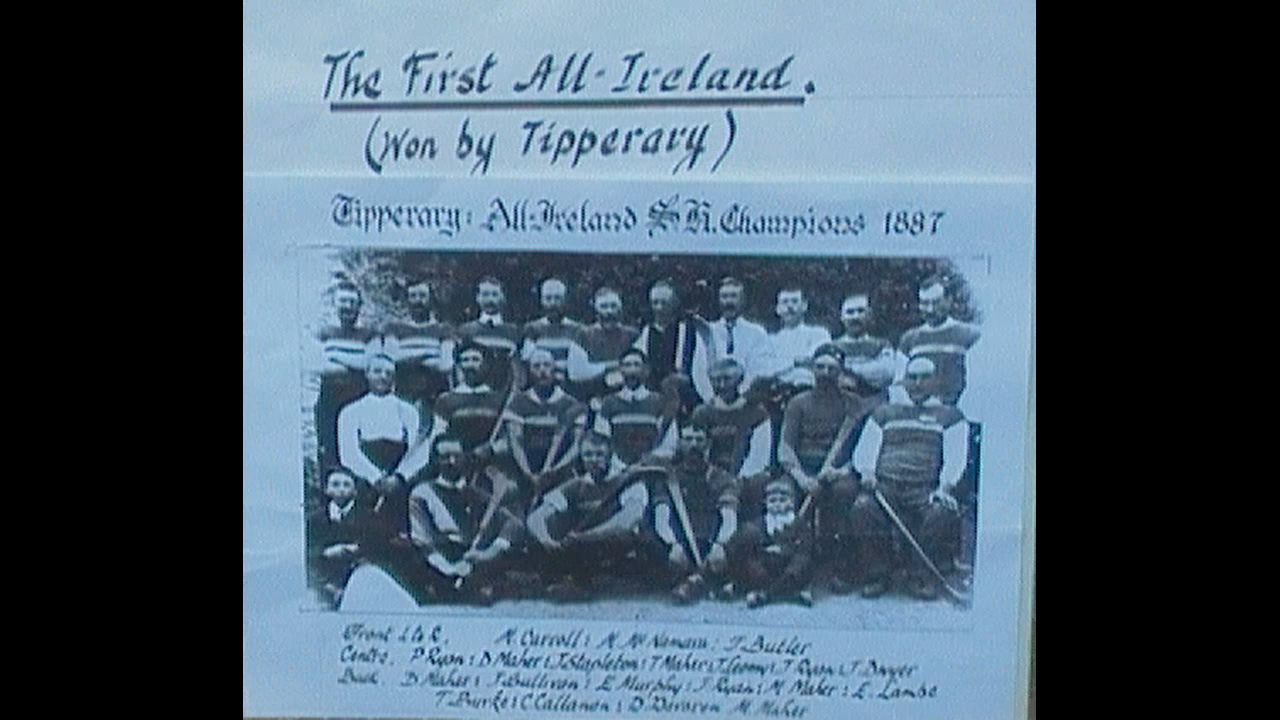 The First All-Ireland.
(Won by Tipperary)
Tipperary: All-Ireland S.H. Champions 1887
Front L to R. M. Carroll: M. McNamara: J. Butler
Centre. P Ryan: D Maher: J. Stapleton: T Maher: J. Ryan: J. Dwyer
Back. D. Maher: J. Sullivan: E Murphy: J Ryan: M Maher: E. Lambe
T. Burke: C. Callanan: D. Davoren M. Maher